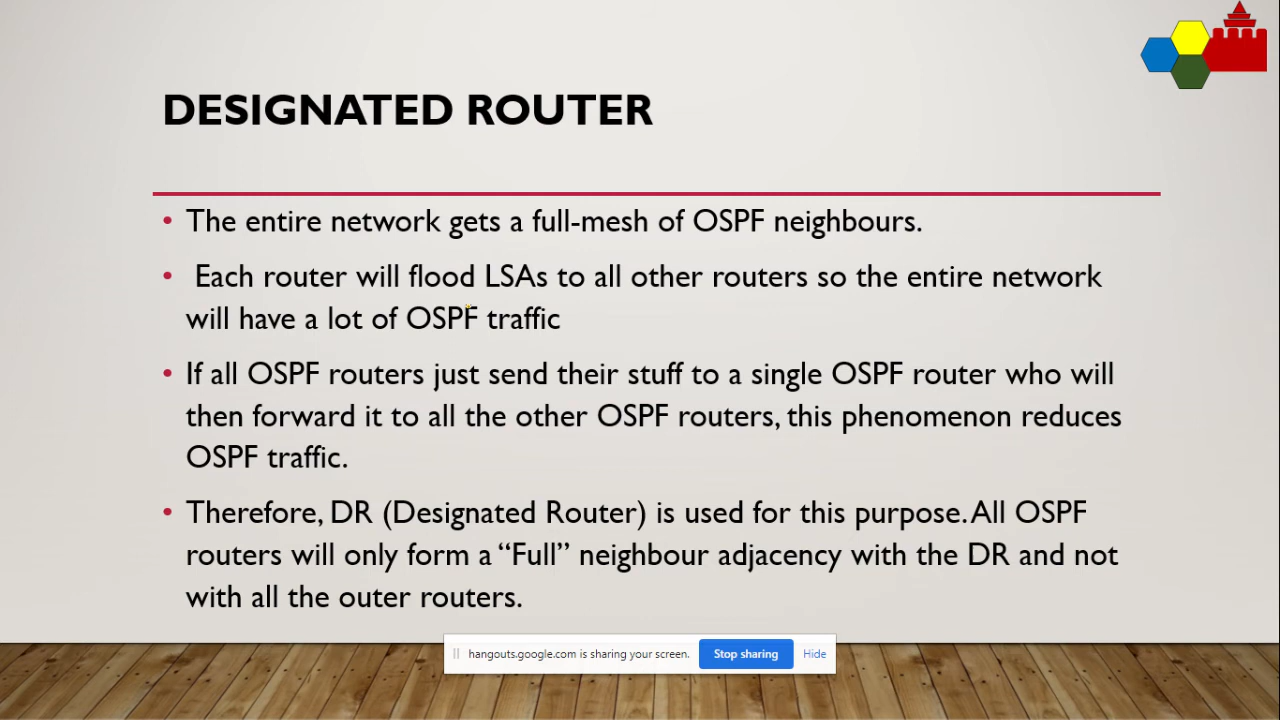 DESIGNATED ROUTER
• The entire network gets a full-mesh of OSPF neighbours.
• Each router will flood LSAs to all other routers so the entire network
will have a lot of OSPF traffic
• If all OSPF routers just send their stuff to a single OSPF router who will
then forward it to all the other OSPF routers, this phenomenon reduces
OSPF traffic.
• Therefore, DR (Designated Router) is used for this purpose. All OSPF
routers will only form a “Full” neighbour adjacency with the DR and not
with all the outer routers.
hangouts.google.com is sharing your screen. Stop sharing Hide